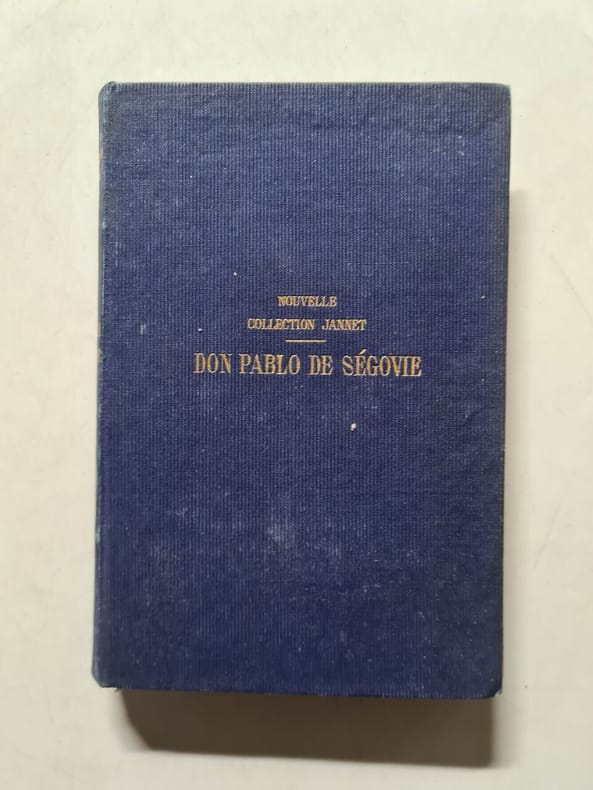 NOUVELLE
COLLECTION JANNET
DON PABLO DE SÉGOVIE